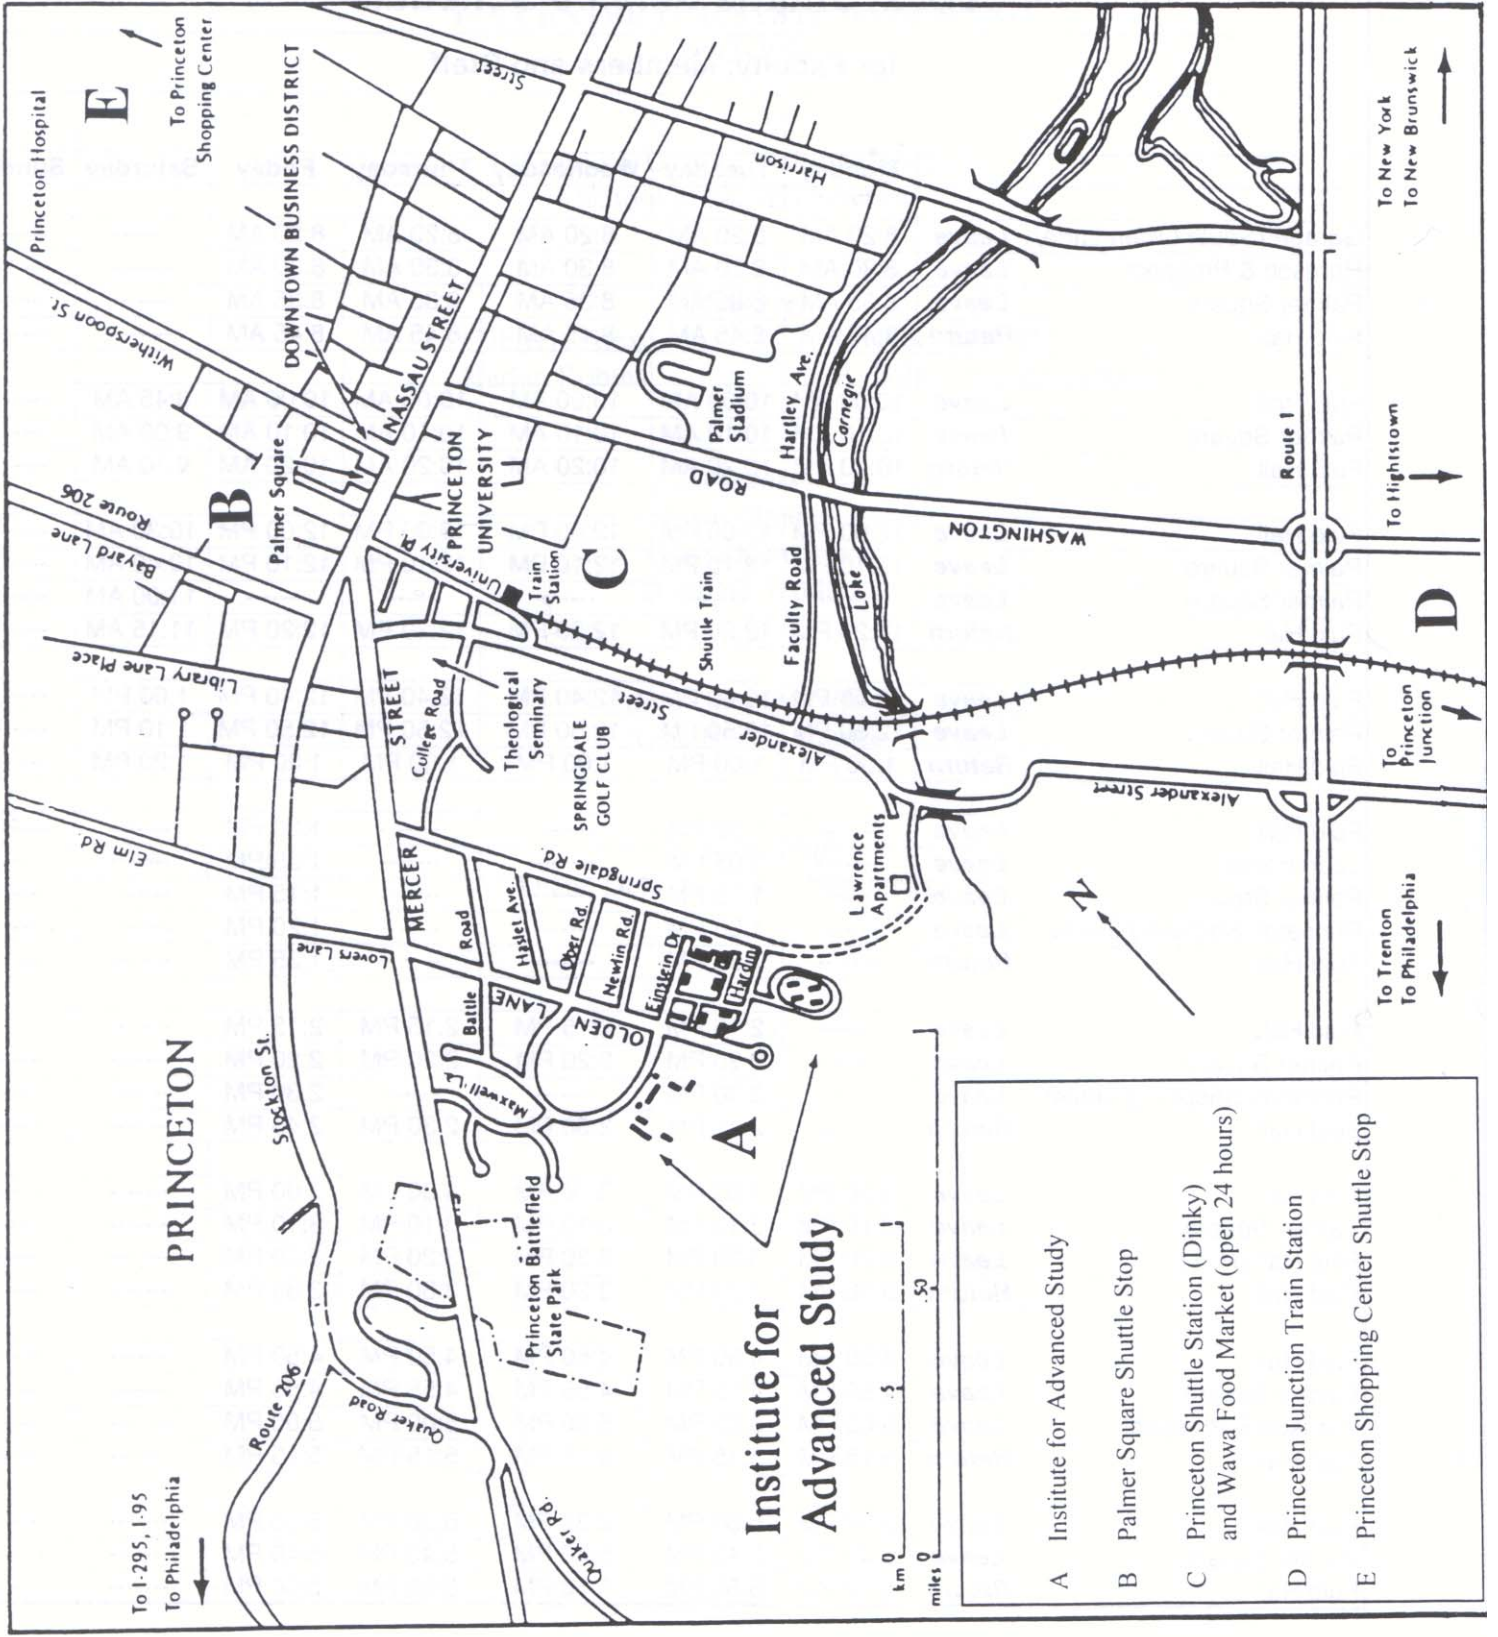 PRINCETON
To I-295, I-95
To Philadelphia
Route 206
Quaker Road
Quaker Rd.
Stockton St.
Elm Rd.
Library Lane Place
Bayard Lane
Route 206
Witherspoon St.
Princeton Hospital
E
To Princeton
Shopping Center
DOWNTOWN BUSINESS DISTRICT
B
Palmer Square
NASSAU STREET
Street
Harrison
PRINCETON
UNIVERSITY
University Pl
Train
Station
C
Palmer
Stadium
ROAD
WASHINGTON
Hartley Ave.
Faculty Road
Carnegie
Lake
Shuttle Train
STREET
MERCER
College Road
Theological
Seminary
SPRINGDALE
GOLF CLUB
Street
Alexander
Alexander Street
Springdale Rd.
Lovers Lane
Battle
Road
Haslet Ave.
Ober Rd.
Newlin Rd.
Einstein Dr.
Hardin
OLDEN
LANE
Maxwell La.
Princeton Battlefield
State Park
A
Institute for
Advanced Study
Lawrence
Apartments
N
Route 1
To New York
To New Brunswick
To Hightstown
D
To
Princeton
Junction
To Trenton
To Philadelphia
km 0 .5
miles 0 .50
A Institute for Advanced Study
B Palmer Square Shuttle Stop
C Princeton Shuttle Station (Dinky)
and Wawa Food Market (open 24 hours)
D Princeton Junction Train Station
E Princeton Shopping Center Shuttle Stop